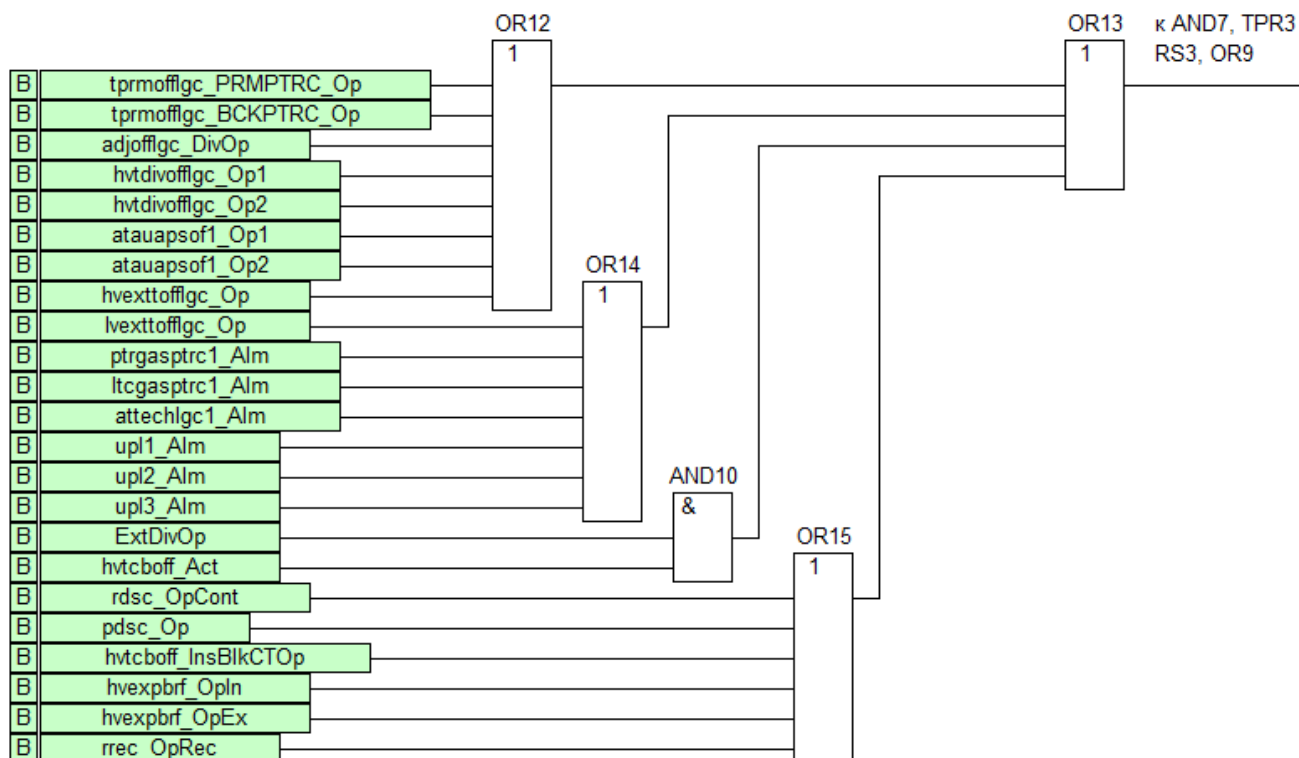 OR12
OR13
к AND7, TPR3
RS3, OR9
1
1
B tprmofflgc_PRMPTRC_Op
B tprmofflgc_BCKPTRC_Op
B adjofflgc_DivOp
B hvtdivofflgc_Op1
B hvtdivofflgc_Op2
B atauapsof1_Op1
B atauapsof1_Op2
OR14
B hvexttofflgc_Op
1
B lvexttofflgc_Op
B ptrgasptrc1_Alm
B ltcgasptrc1_Alm
B attechlgc1_Alm
B upl1_Alm
B upl2_Alm
AND10
B upl3_Alm
&
B ExtDivOp
OR15
B hvtcboff_Act
1
B rdsc_OpCont
B pdsc_Op
B hvtcboff_InsBlkCTOp
B hvexpbrf_OpIn
B hvexpbrf_OpEx
B rrec_OpRec